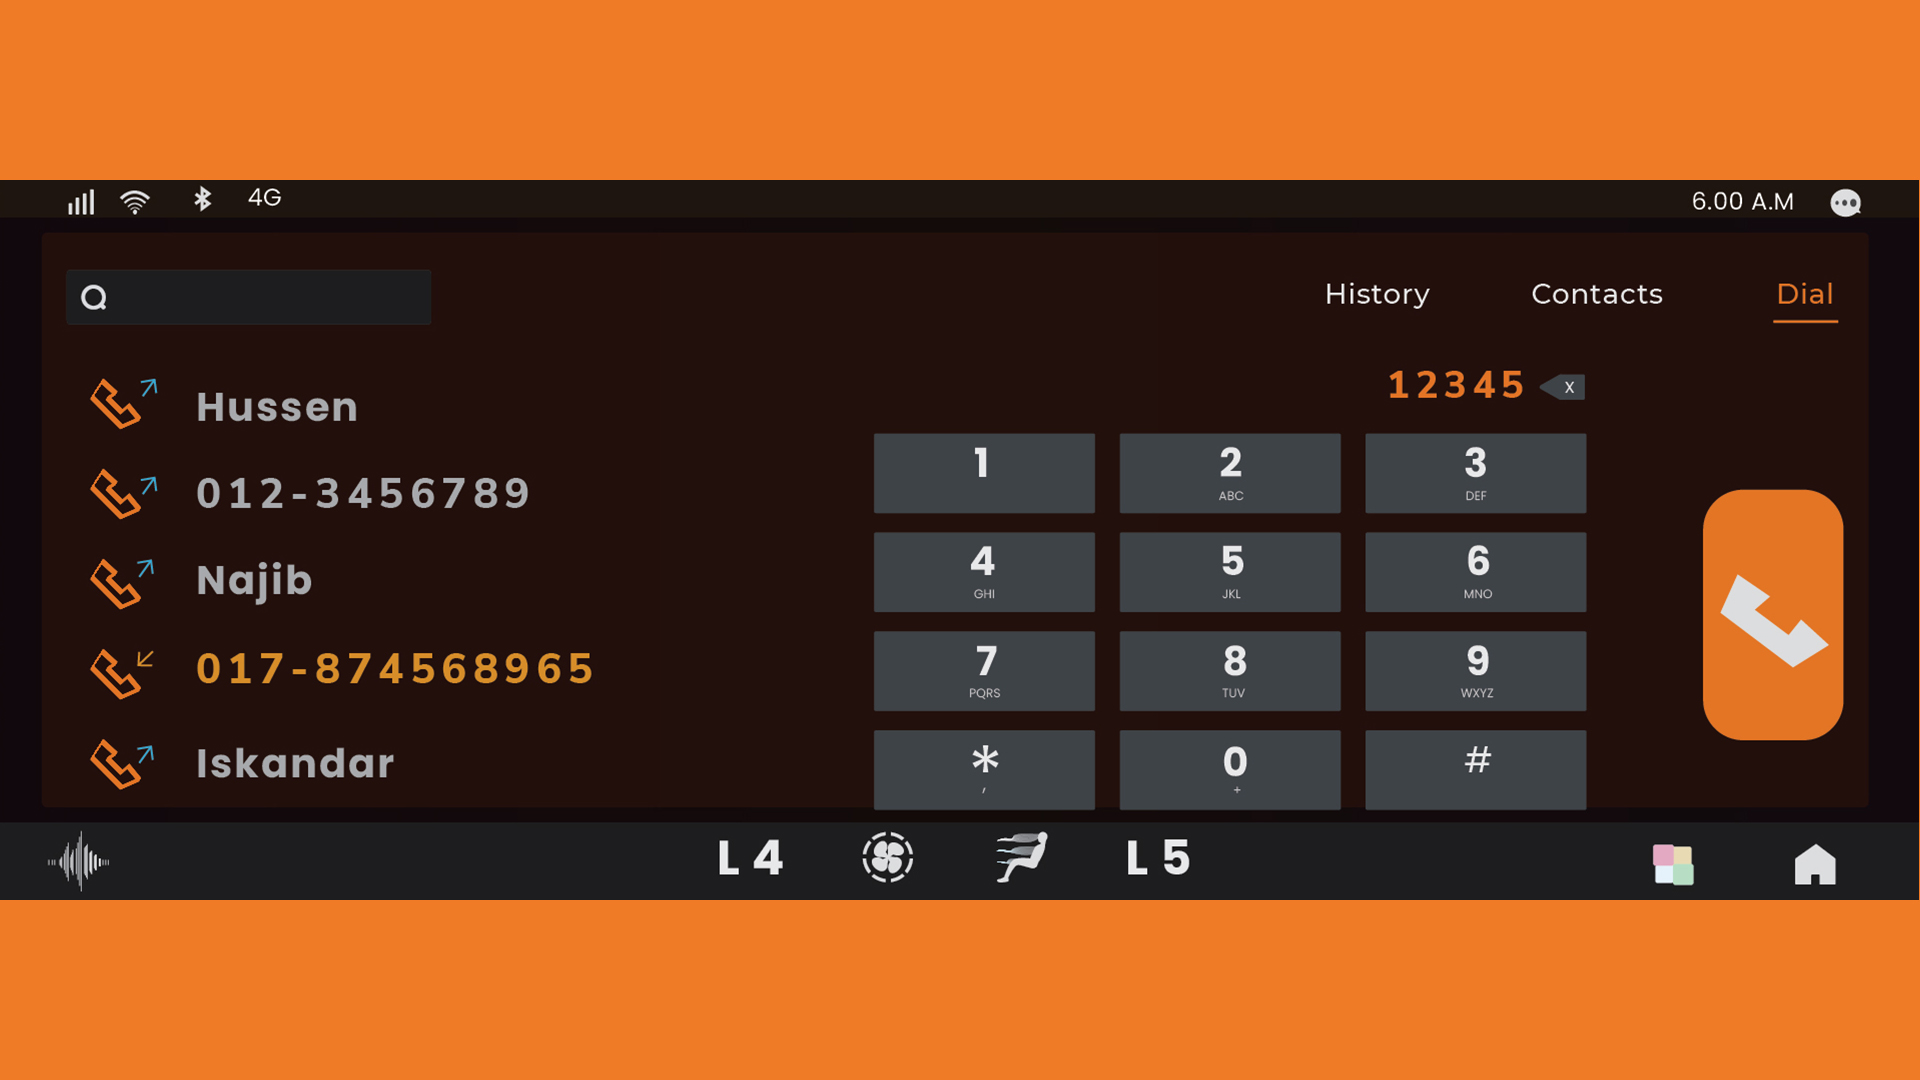 4G
6.00 A.M
History Contacts Dial
12345 X
Hussen
012-3456789
Najib
017-874568965
Iskandar
1 2 3
ABC DEF
4 5 6
GHI JKL MNO
7 8 9
PQRS TUV WXYZ
* 0 #
, +
L 4 L 5